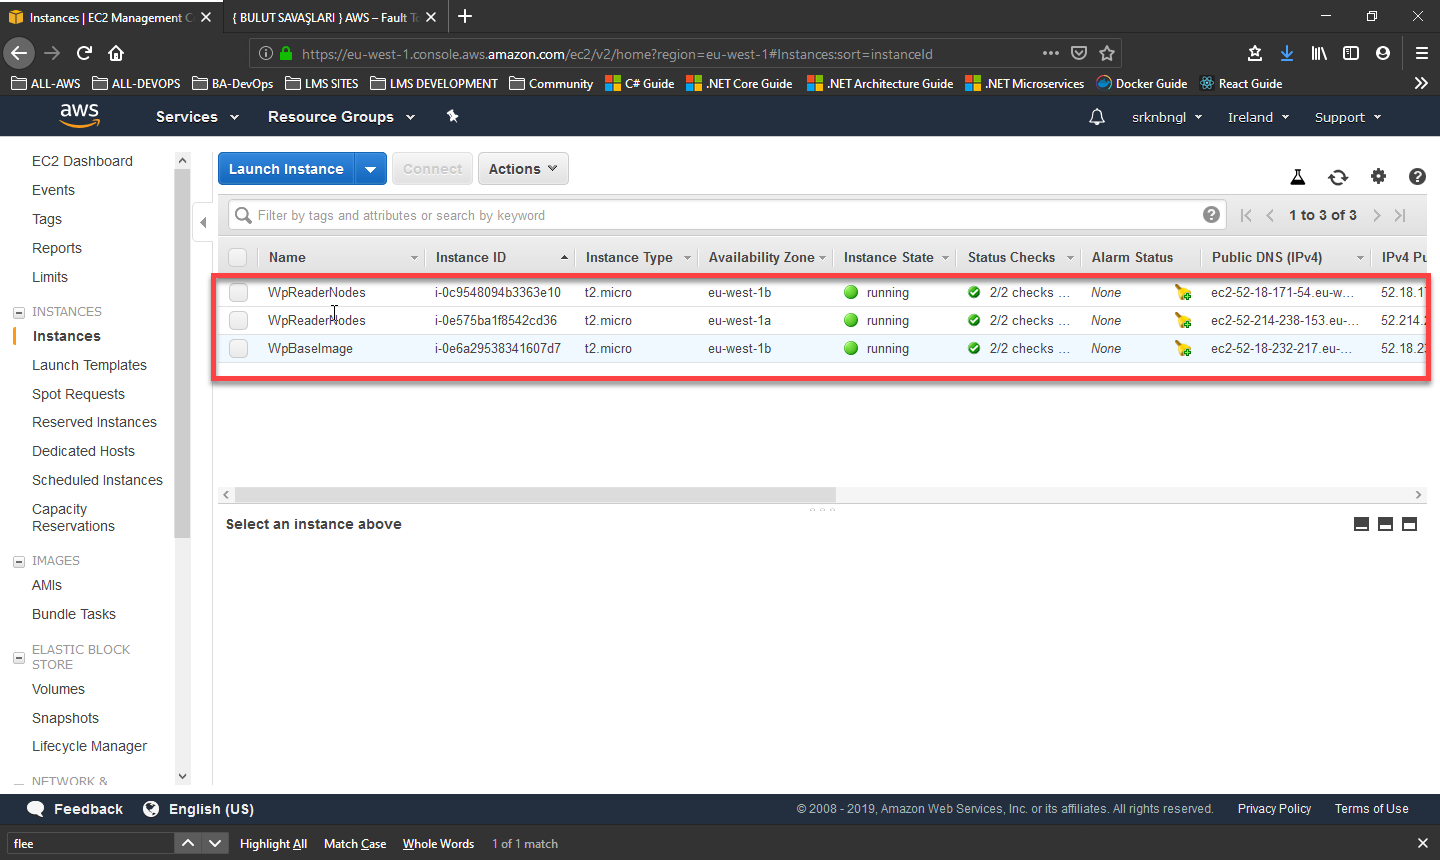 Instances | EC2 Management C
{ BULUT SAVAŞLARI } AWS – Fault To
https://eu-west-1.console.aws.amazon.com/ec2/v2/home?region=eu-west-1#Instances:sort=instanceId
ALL-AWS ALL-DEVOPS BA-DevOps LMS SITES LMS DEVELOPMENT Community C# Guide .NET Core Guide .NET Architecture Guide .NET Microservices Docker Guide React Guide
aws Services Resource Groups srknbngl Ireland Support
EC2 Dashboard
Events
Tags
Reports
Limits
INSTANCES
Instances
Launch Templates
Spot Requests
Reserved Instances
Dedicated Hosts
Scheduled Instances
Capacity
Reservations
IMAGES
AMIs
Bundle Tasks
ELASTIC BLOCK
STORE
Volumes
Snapshots
Lifecycle Manager
NETWORK &
Launch Instance Connect Actions
Filter by tags and attributes or search by keyword 1 to 3 of 3
Name Instance ID Instance Type Availability Zone Instance State Status Checks Alarm Status Public DNS (IPv4) IPv4 Pu
WpReaderNodes i-0c9548094b3363e10 t2.micro eu-west-1b running 2/2 checks ... None ec2-52-18-171-54.eu-w... 52.18.17
WpReaderNodes i-0e575ba1f8542cd36 t2.micro eu-west-1a running 2/2 checks ... None ec2-52-214-238-153.eu-... 52.214.2
WpBaseImage i-0e6a29538341607d7 t2.micro eu-west-1b running 2/2 checks ... None ec2-52-18-232-217.eu-... 52.18.23
Select an instance above
Feedback English (US) © 2008 - 2019, Amazon Web Services, Inc. or its affiliates. All rights reserved. Privacy Policy Terms of Use
flee Highlight All Match Case Whole Words 1 of 1 match